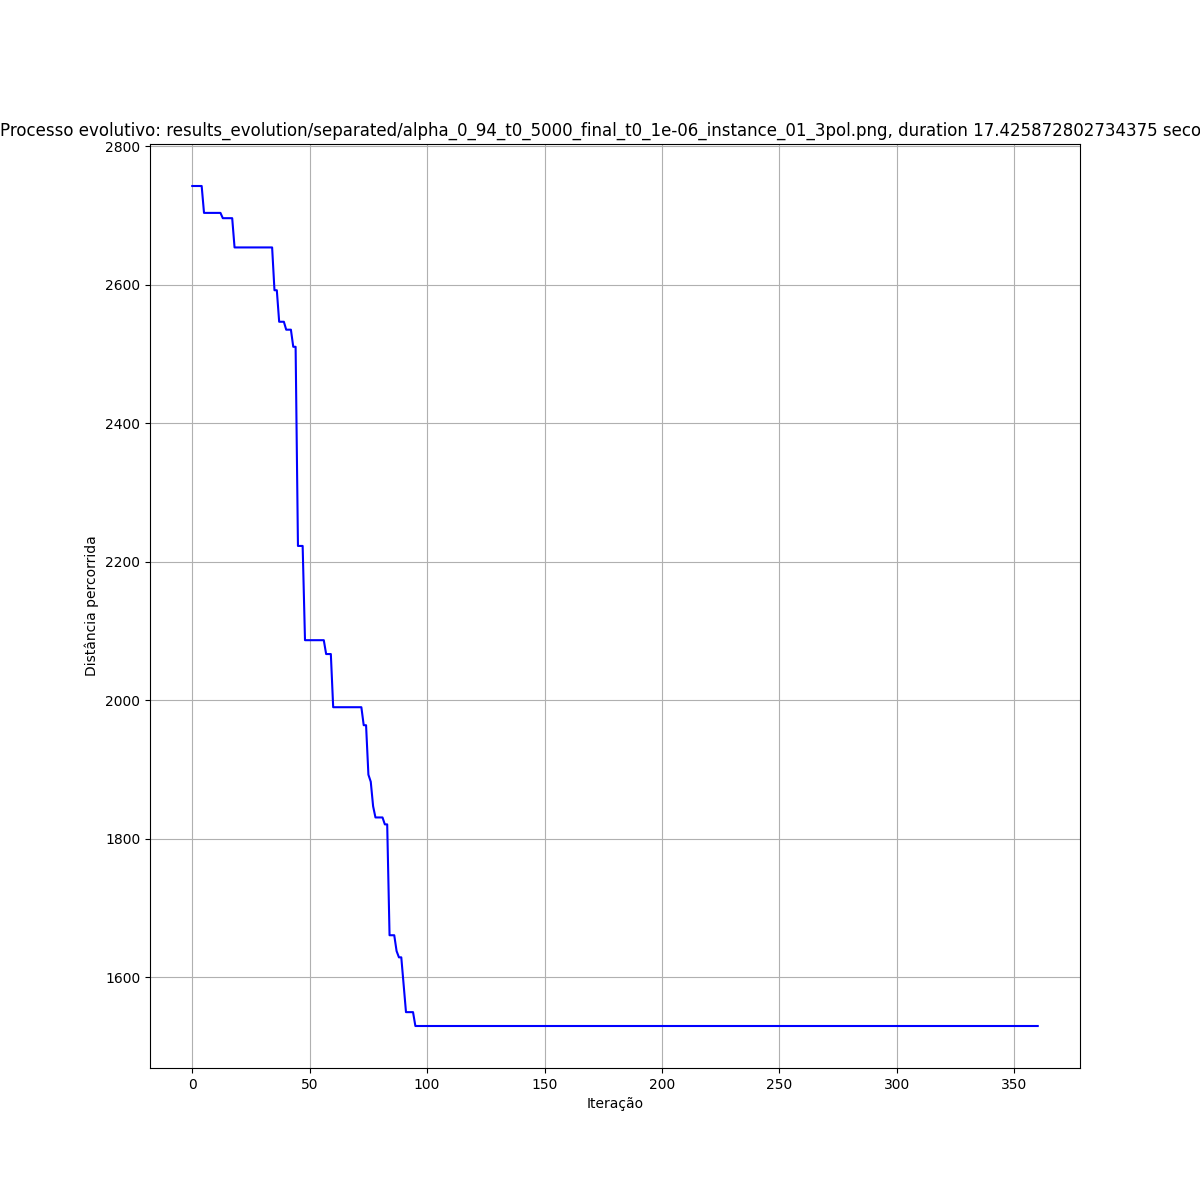 Processo evolutivo: results_evolution/separated/alpha_0_94_t0_5000_final_t0_1e-06_instance_01_3pol.png, duration 17.425872802734375 seco
2800
2600
2400
2200
2000
1800
1600
Distância percorrida
0 50 100 150 200 250 300 350
Iteração